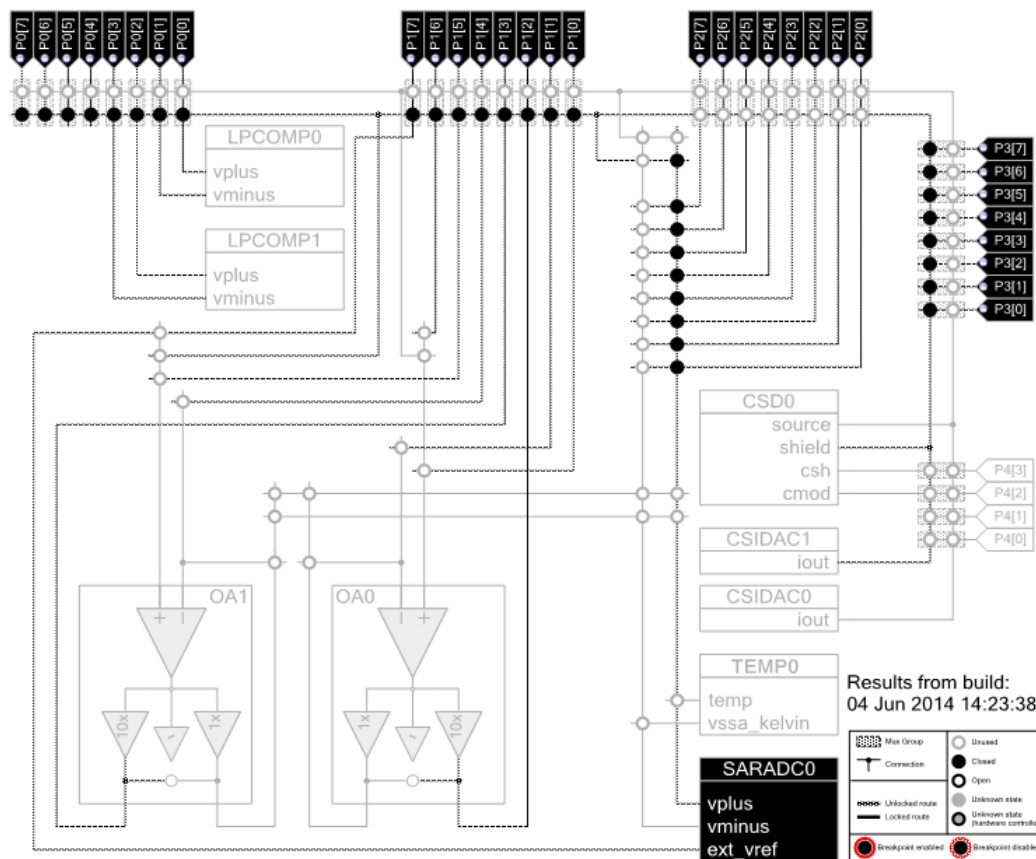 P0[7]
P0[6]
P0[5]
P0[4]
P0[3]
P0[2]
P0[1]
P0[0]
P1[7]
P1[6]
P1[5]
P1[4]
P1[3]
P1[2]
P1[1]
P1[0]
P2[7]
P2[6]
P2[5]
P2[4]
P2[3]
P2[2]
P2[1]
P2[0]
LPCOMP0
vplus
vminus
LPCOMP1
vplus
vminus
P3[7]
P3[6]
P3[5]
P3[4]
P3[3]
P3[2]
P3[1]
P3[0]
CSD0
source
shield
csh
cmod
P4[3]
P4[2]
P4[1]
P4[0]
CSIDAC1
iout
CSIDAC0
iout
OA1
+ −
10x
1x
OA0
− +
1x
10x
TEMP0
temp
vssa_kelvin
SARADC0
vplus
vminus
ext_vref
Results from build:
04 Jun 2014 14:23:38
Mux Group
Connection
Unlocked route
Locked route
Unused
Closed
Open
Unknown state
Unknown state
(hardware controlle
Breakpoint enabled
Breakpoint disable